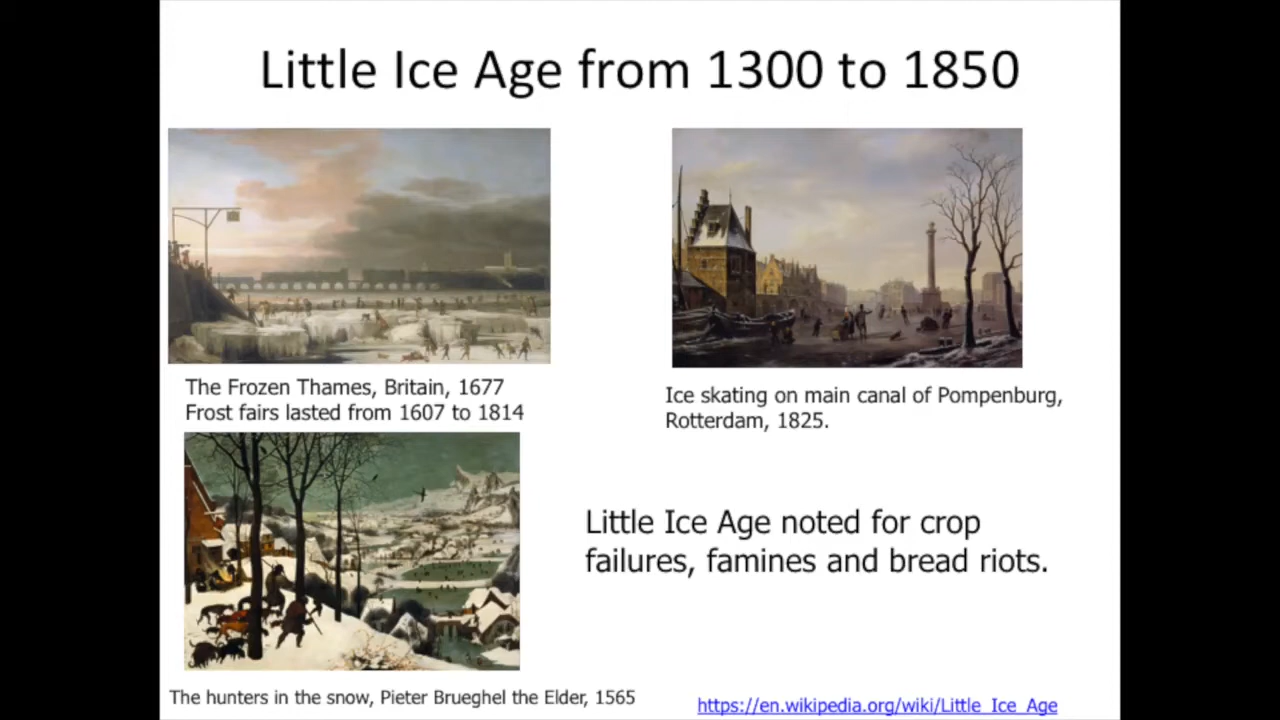 Little Ice Age from 1300 to 1850
The Frozen Thames, Britain, 1677
Frost fairs lasted from 1607 to 1814
Ice skating on main canal of Pompenburg,
Rotterdam, 1825.
Little Ice Age noted for crop
failures, famines and bread riots.
The hunters in the snow, Pieter Brueghel the Elder, 1565
https://en.wikipedia.org/wiki/Little_Ice_Age